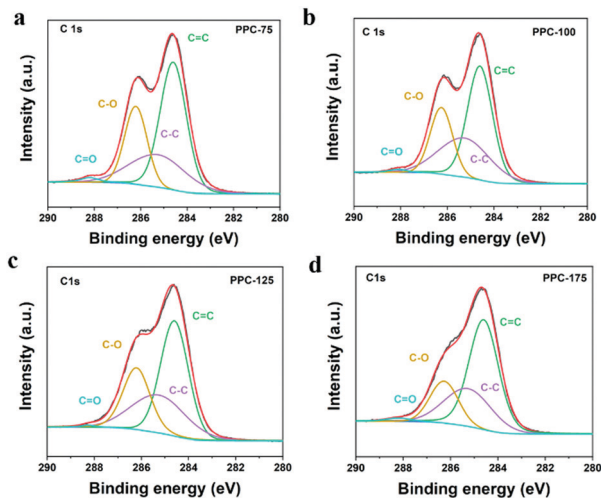 a
C 1s
PPC-75
C=C
C-O
C-C
C=O
Intensity (a.u.)
290 288 286 284 282 280
Binding energy (eV)
b
C 1s
PPC-100
C=C
C-O
C-C
C=O
Intensity (a.u.)
290 288 286 284 282 280
Binding energy (eV)
c
C1s
PPC-125
C=C
C-O
C-C
C=O
Intensity (a.u.)
290 288 286 284 282 280
Binding energy (eV)
d
C1s
PPC-175
C=C
C-O
C-C
C=O
Intensity (a.u.)
290 288 286 284 282 280
Binding energy (eV)